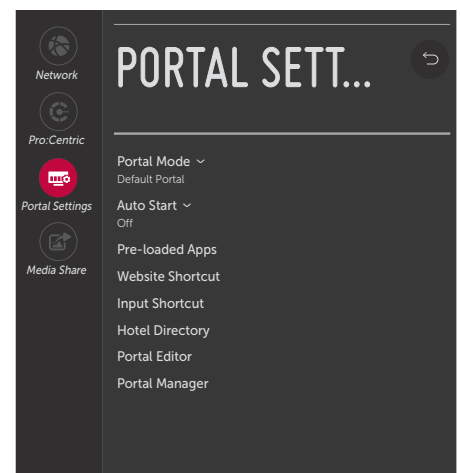 Network
Pro:Centric
Portal Settings
Media Share
PORTAL SETT...
Portal Mode
Default Portal
Auto Start
Off
Pre-loaded Apps
Website Shortcut
Input Shortcut
Hotel Directory
Portal Editor
Portal Manager